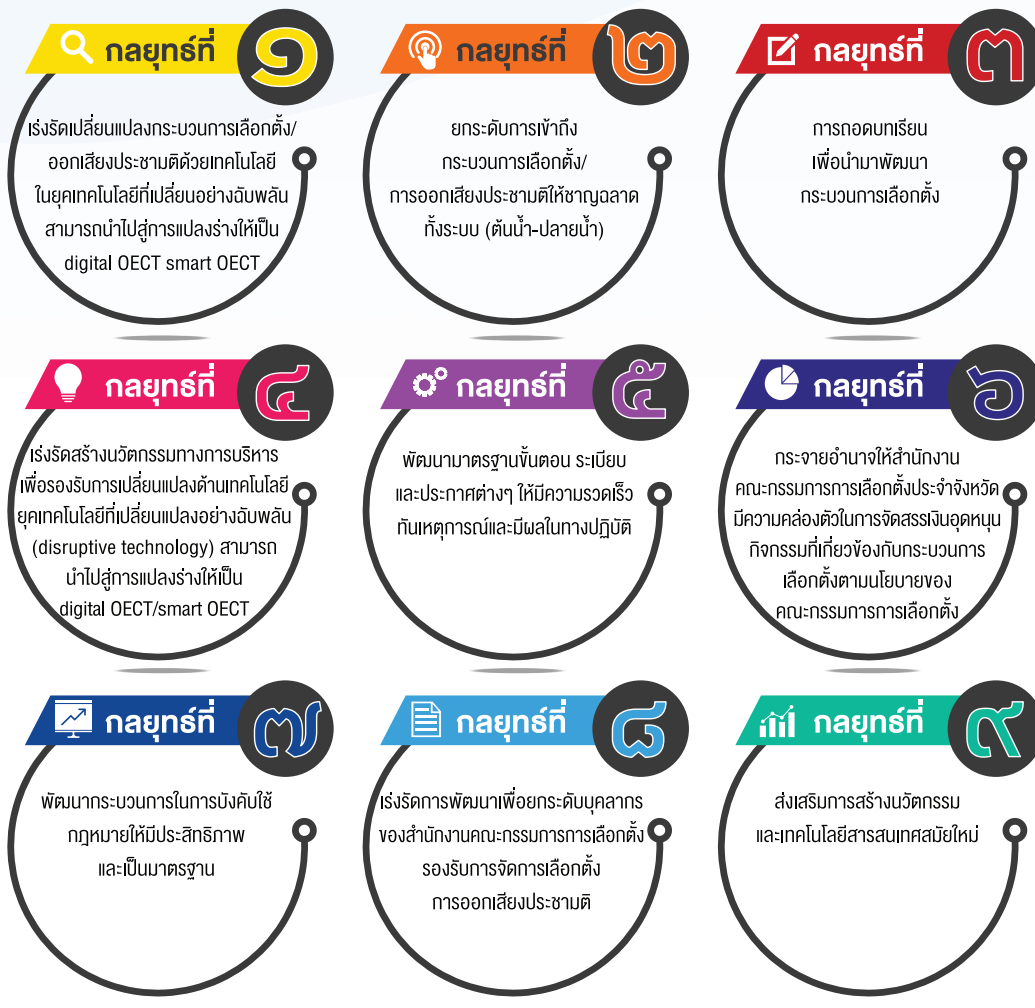 กลยุทธ์ที่ ๑
เร่งรัดเปลี่ยนแปลงกระบวนการเลือกตั้ง/
ออกเสียงประชามติด้วยเทคโนโลยี
ในยุคเทคโนโลยีที่เปลี่ยนอย่างฉับพลัน
สามารถนำไปสู่การแปลงร่างให้เป็น
digital OECT smart OECT
กลยุทธ์ที่ ๒
ยกระดับการเข้าถึง
กระบวนการเลือกตั้ง/
การออกเสียงประชามติให้ชาญฉลาด
ทั้งระบบ (ต้นน้ำ-ปลายน้ำ)
กลยุทธ์ที่ ๓
การถอดบทเรียน
เพื่อนำมาพัฒนา
กระบวนการเลือกตั้ง
กลยุทธ์ที่ ๔
เร่งรัดสร้างนวัตกรรมทางการบริหาร
เพื่อรองรับการเปลี่ยนแปลงด้านเทคโนโลยี
ยุคเทคโนโลยีที่เปลี่ยนแปลงอย่างฉับพลัน
(disruptive technology) สามารถ
นำไปสู่การแปลงร่างให้เป็น
digital OECT/smart OECT
กลยุทธ์ที่ ๕
พัฒนามาตรฐานขั้นตอน ระเบียบ
และประกาศต่างๆ ให้มีความรวดเร็ว
ทันเหตุการณ์และมีผลในทางปฏิบัติ
กลยุทธ์ที่ ๖
กระจายอำนาจให้สำนักงาน
คณะกรรมการการเลือกตั้งประจำจังหวัด
มีความคล่องตัวในการจัดสรรเงินอุดหนุน
กิจกรรมที่เกี่ยวข้องกับกระบวนการ
เลือกตั้งตามนโยบายของ
คณะกรรมการการเลือกตั้ง
กลยุทธ์ที่ ๗
พัฒนากระบวนการในการบังคับใช้
กฎหมายให้มีประสิทธิภาพ
และเป็นมาตรฐาน
กลยุทธ์ที่ ๘
เร่งรัดการพัฒนาเพื่อยกระดับบุคลากร
ของสำนักงานคณะกรรมการการเลือกตั้ง
รองรับการจัดการเลือกตั้ง
การออกเสียงประชามติ
กลยุทธ์ที่ ๙
ส่งเสริมการสร้างนวัตกรรม
และเทคโนโลยีสารสนเทศสมัยใหม่